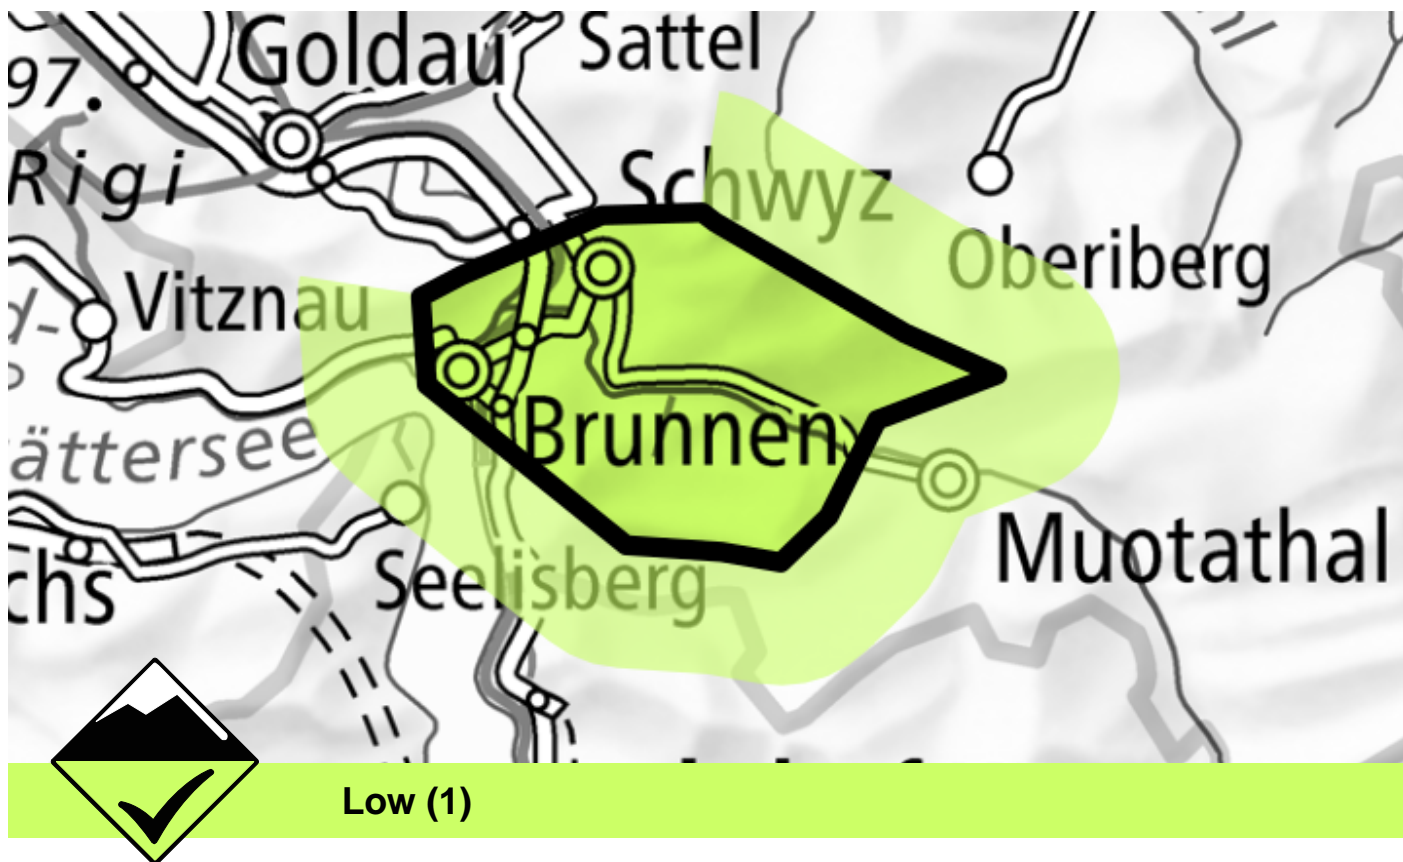 Goldau
Sattel
97.
Rigi
Schwyz
Oberiberg
Vitznau
d-
Brunnen
ättersee
Muotathal
Seelisberg
chs
Low (1)